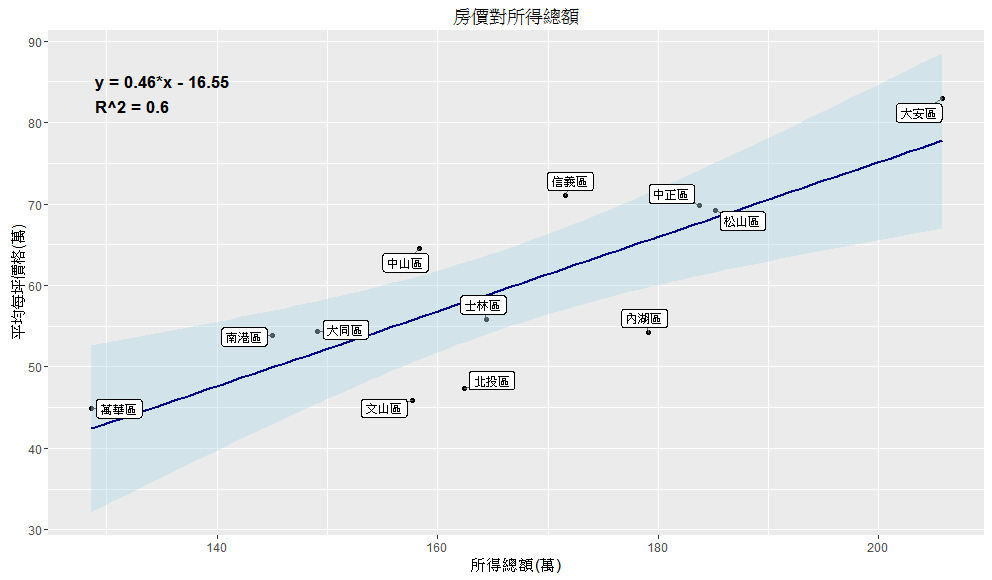 房價對所得總額
y = 0.46*x - 16.55
R^2 = 0.6
90
80
70
60
50
40
30
平均每坪價格(萬)
大安區
信義區
中正區
松山區
中山區
士林區
內湖區
大同區
南港區
北投區
文山區
萬華區
140
160
180
200
所得總額(萬)